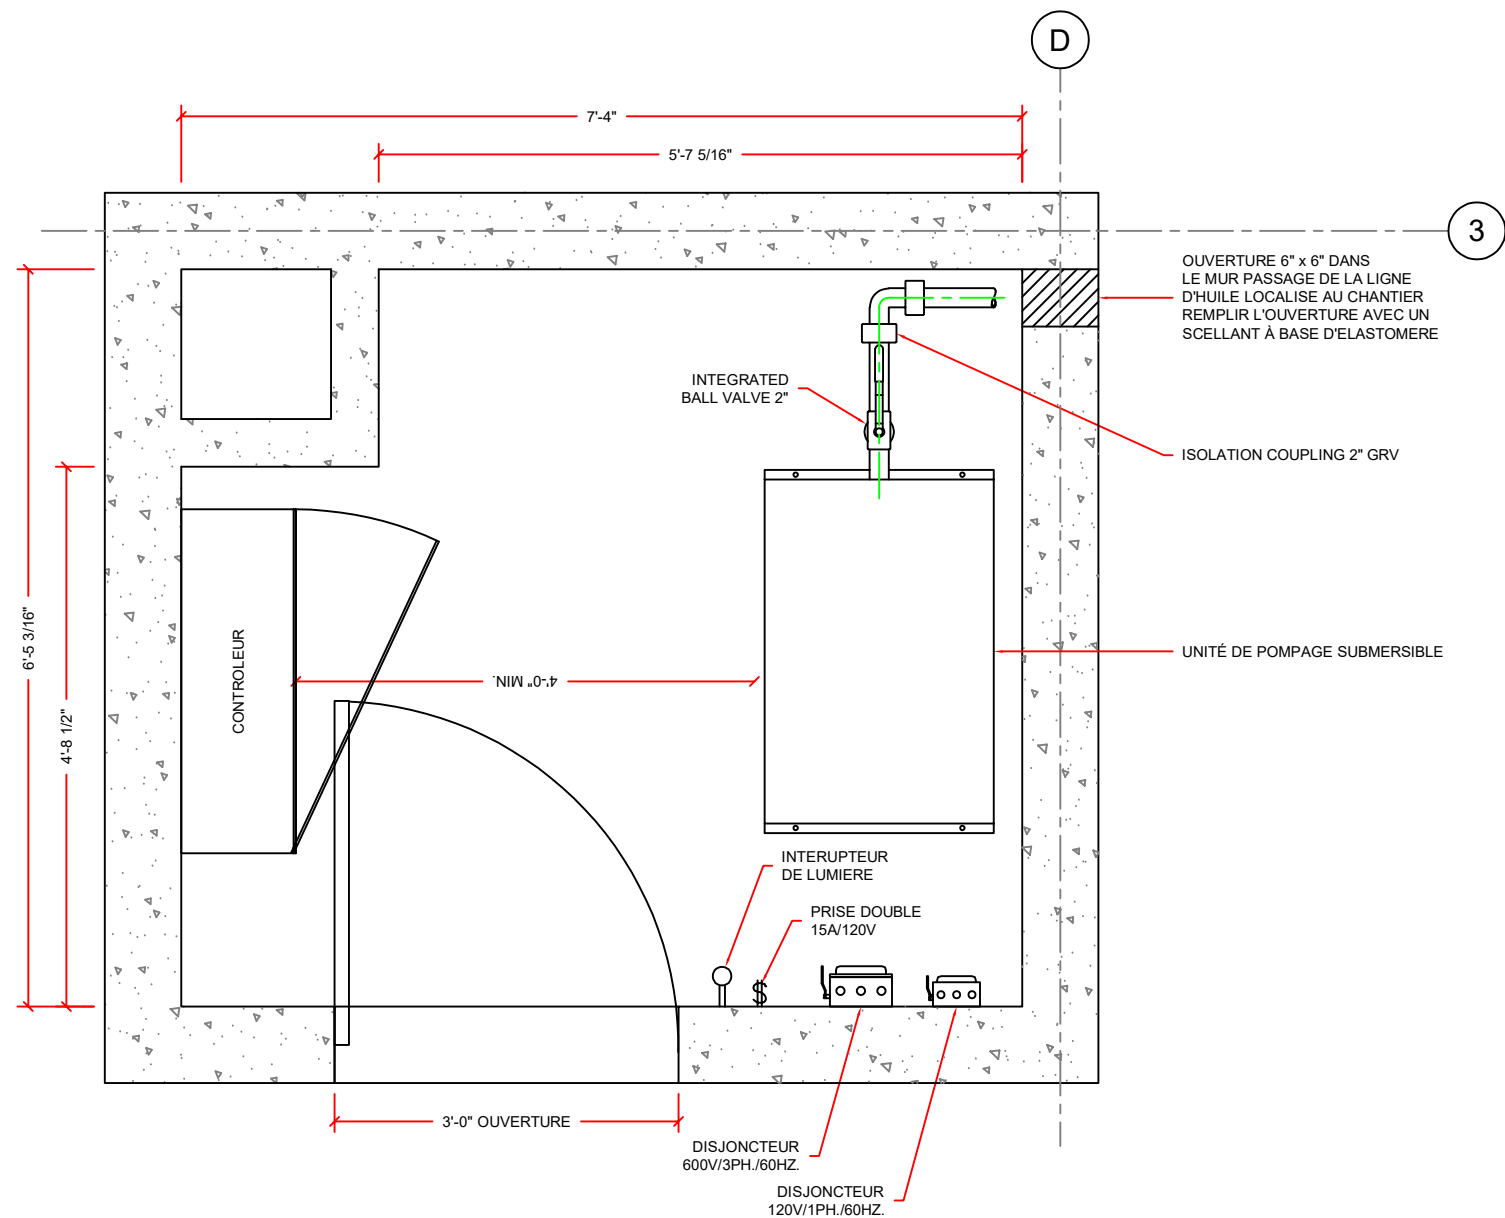 D
7'-4"
5'-7 5/16"
3
OUVERTURE 6" x 6" DANS
LE MUR PASSAGE DE LA LIGNE
D'HUILE LOCALISE AU CHANTIER
REMPLIR L'OUVERTURE AVEC UN
SCELLANT À BASE D'ELASTOMERE
INTEGRATED
BALL VALVE 2"
ISOLATION COUPLING 2" GRV
6'-5 3/16"
4'-8 1/2"
CONTROLEUR
4'-0" MIN.
UNITÉ DE POMPAGE SUBMERSIBLE
INTERUPTEUR
DE LUMIERE
PRISE DOUBLE
15A/120V
3'-0" OUVERTURE
DISJONCTEUR
600V/3PH./60HZ.
DISJONCTEUR
120V/1PH./60HZ.